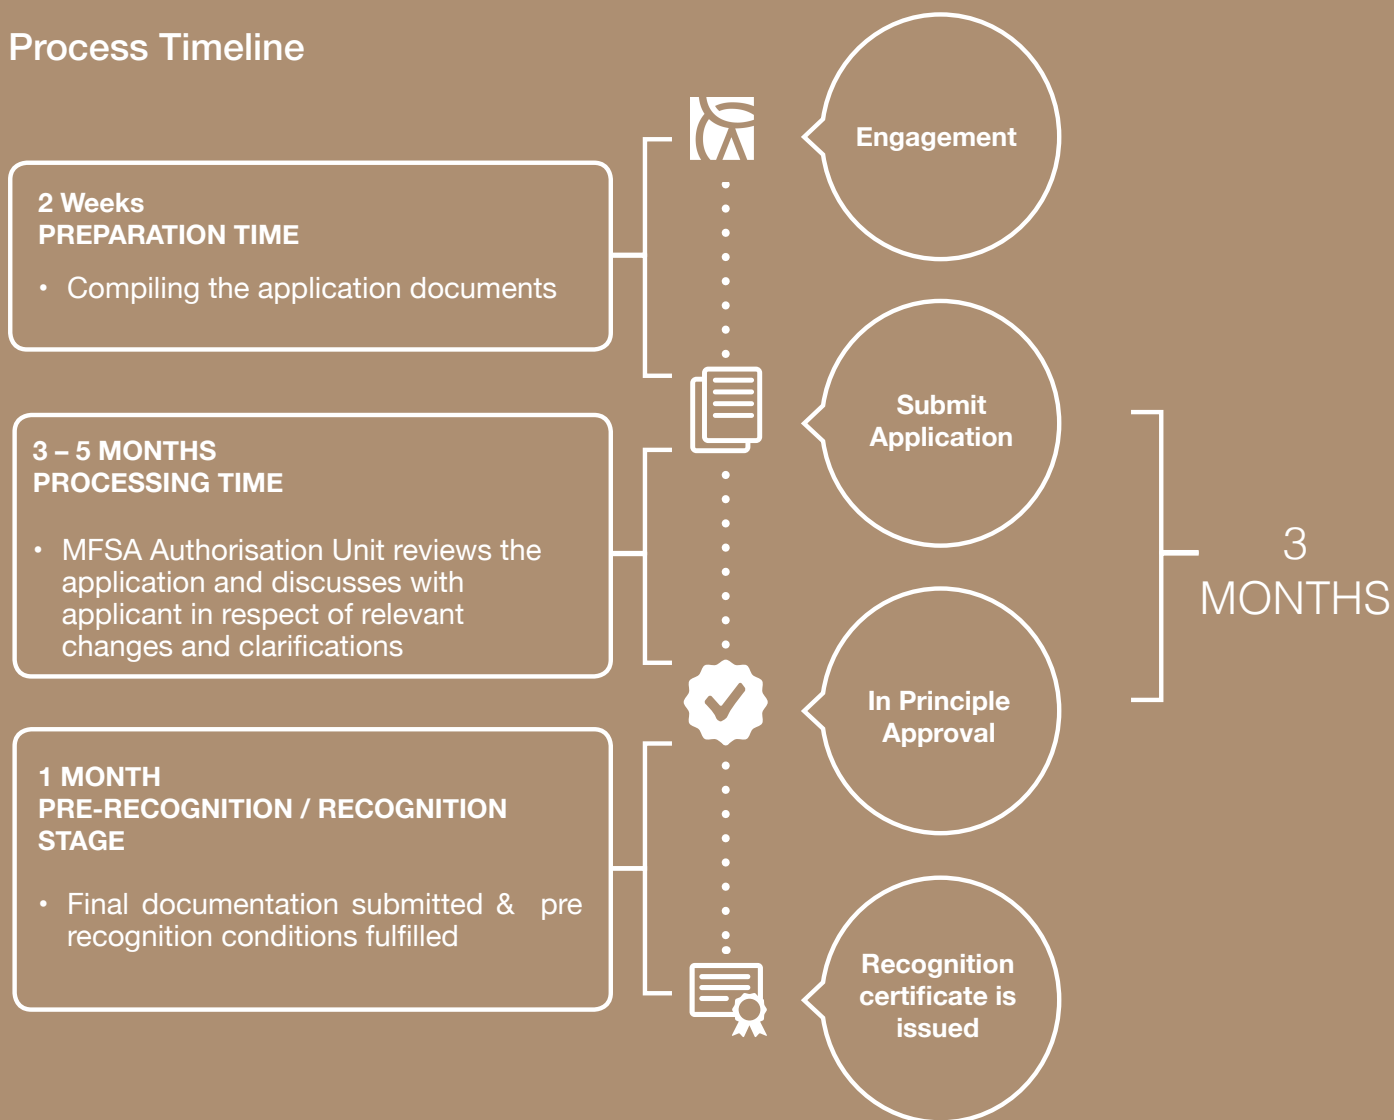 Process Timeline
Engagement
2 Weeks
PREPARATION TIME
• Compiling the application documents
Submit
Application
3 – 5 MONTHS
PROCESSING TIME
• MFSA Authorisation Unit reviews the
application and discusses with
applicant in respect of relevant
changes and clarifications
3
MONTHS
In Principle
Approval
1 MONTH
PRE-RECOGNITION / RECOGNITION
STAGE
• Final documentation submitted & pre
recognition conditions fulfilled
Recognition
certificate is
issued